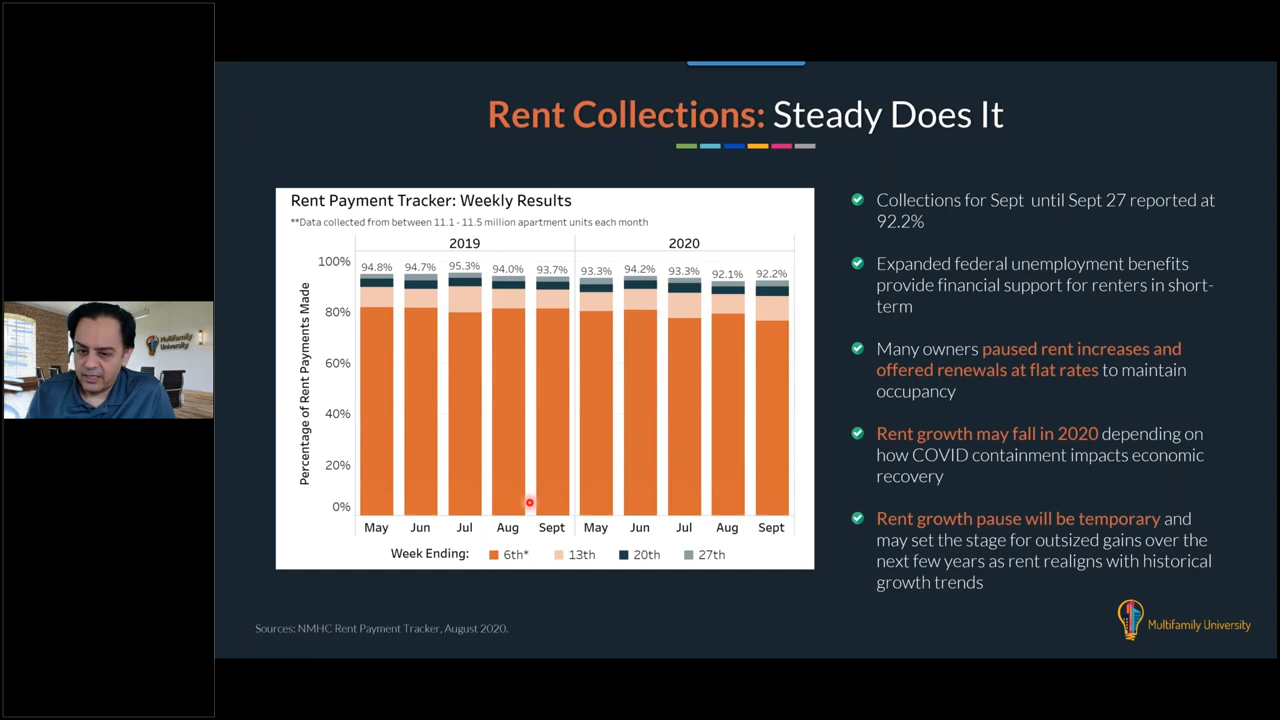 Rent Collections: Steady Does It
Rent Payment Tracker: Weekly Results
**Data collected from between 11.1 - 11.5 million apartment units each month
2019
2020
Percentage of Rent Payments Made
100%
80%
60%
40%
20%
0%
94.8%
94.7%
95.3%
94.0%
93.7%
93.3%
94.2%
93.3%
92.1%
92.2%
May
Jun
Jul
Aug
Sept
May
Jun
Jul
Aug
Sept
Week Ending:
6th*
13th
20th
27th
Collections for Sept until Sept 27 reported at
92.2%
Expanded federal unemployment benefits
provide financial support for renters in short-
term
Many owners paused rent increases and
offered renewals at flat rates to maintain
occupancy
Rent growth may fall in 2020 depending on
how COVID containment impacts economic
recovery
Rent growth pause will be temporary and
may set the stage for outsized gains over the
next few years as rent realigns with historical
growth trends
Sources: NMHC Rent Payment Tracker, August 2020.
Multifamily University
Multifamily
University